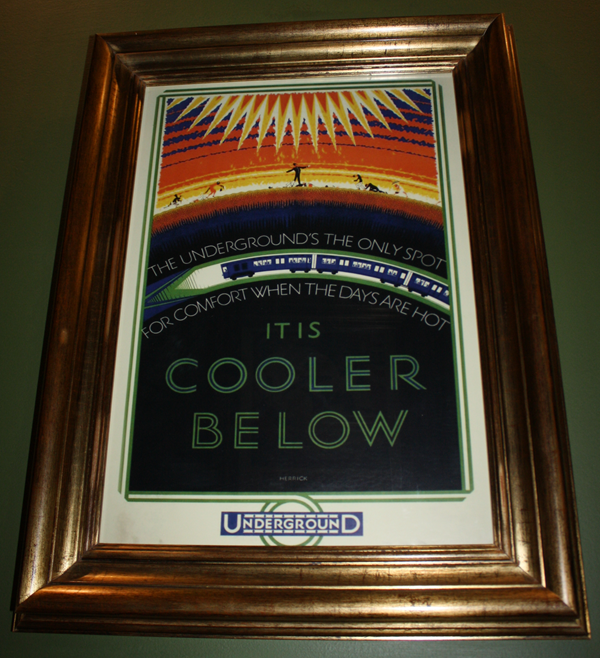 THE UNDERGROUND'S THE ONLY SPOT
FOR COMFORT WHEN THE DAYS ARE HOT
IT IS
COOLER
BELOW
HERRICK
UNDERGROUND